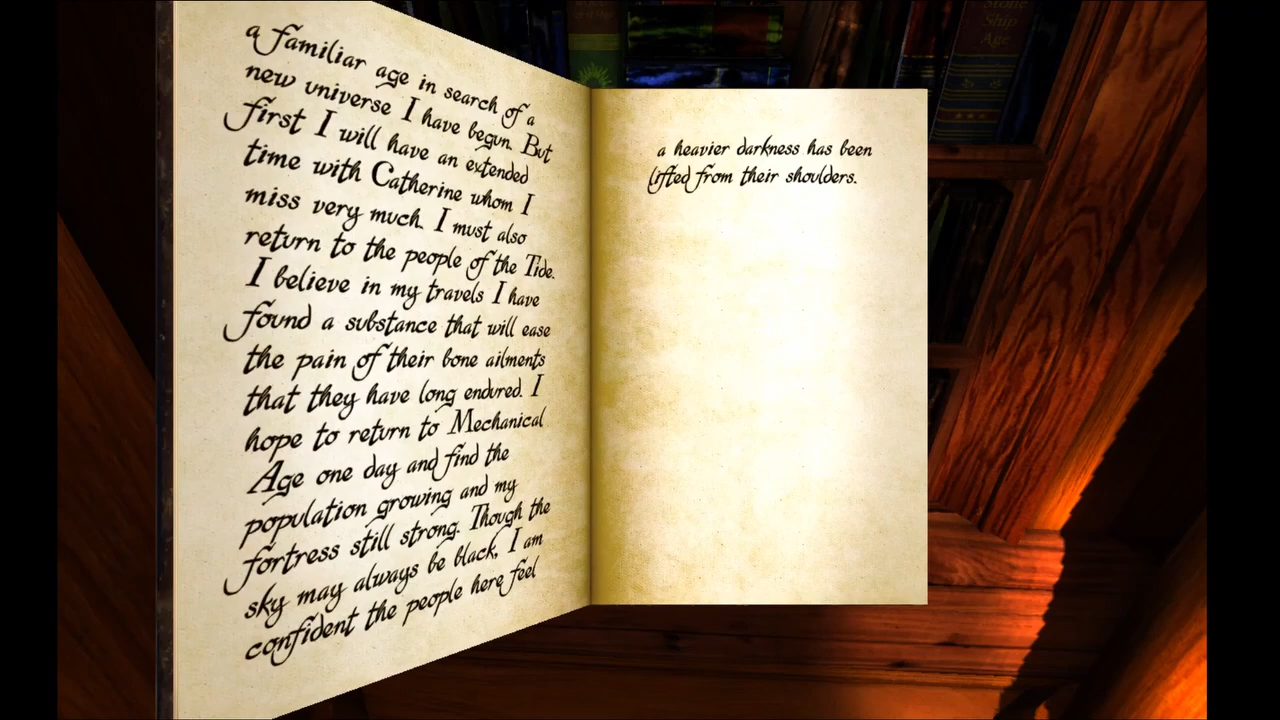 a familiar age in search of a
new universe I have begun. But
first I will have an extended
time with Catherine whom I
miss very much. I must also
return to the people of the Tide.
I believe in my travels I have
found a substance that will ease
the pain of their bone ailments
that they have long endured. I
hope to return to Mechanical
Age one day and find the
population growing and my
fortress still strong. Though the
sky may always be black, I am
confident the people here feel
a heavier darkness has been
lifted from their shoulders.
Stone
Ship
Age